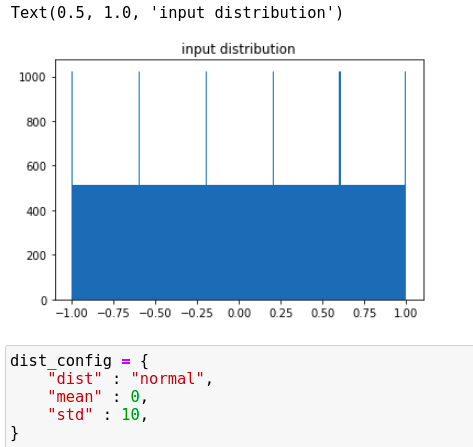 Text(0.5, 1.0, 'input distribution')
input distribution
1000
800
600
400
200
0
−1.00 −0.75 −0.50 −0.25 0.00 0.25 0.50 0.75 1.00
dist_config = {
    "dist" : "normal",
    "mean" : 0,
    "std" : 10,
}